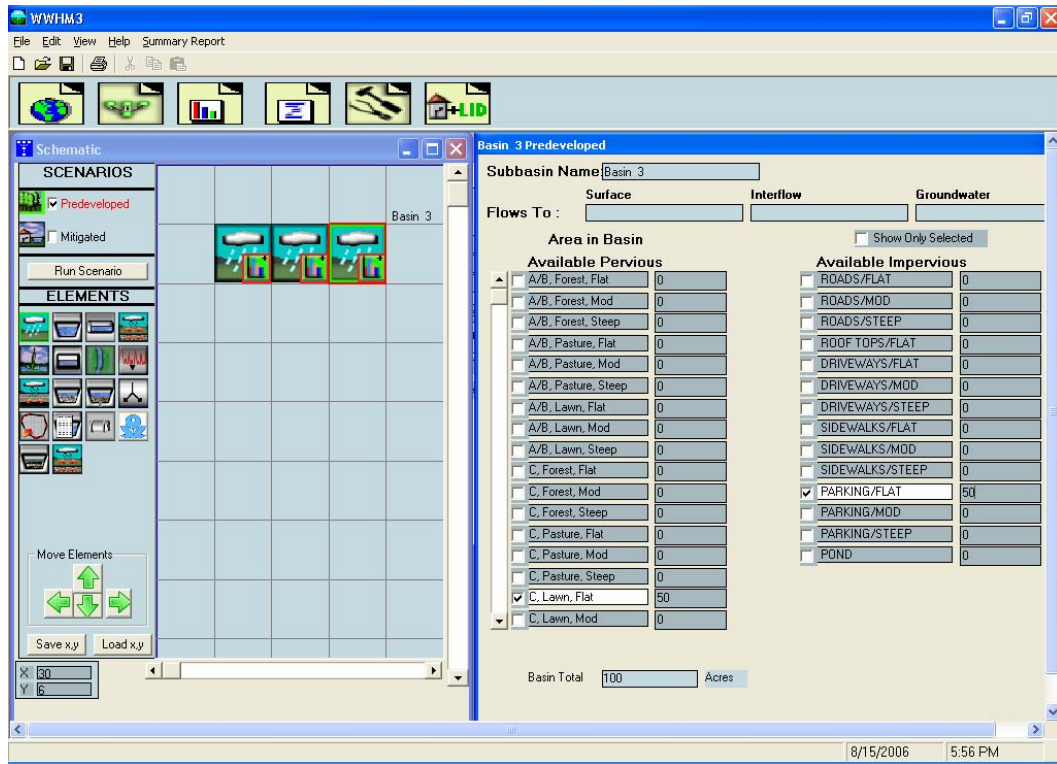 WWHM3
File Edit View Help Summary Report
+LID
Schematic
SCENARIOS
Predeveloped
Mitigated
Run Scenario
ELEMENTS
Move Elements
Save x,y Load x,y
X 30
Y 6
Basin 3
Basin 3 Predeveloped
Subbasin Name: Basin 3
Surface Interflow Groundwater
Flows To :
Area in Basin Show Only Selected
Available Pervious Available Impervious
A/B, Forest, Flat 0 ROADS/FLAT 0
A/B, Forest, Mod 0 ROADS/MOD 0
A/B, Forest, Steep 0 ROADS/STEEP 0
A/B, Pasture, Flat 0 ROOF TOPS/FLAT 0
A/B, Pasture, Mod 0 DRIVEWAYS/FLAT 0
A/B, Pasture, Steep 0 DRIVEWAYS/MOD 0
A/B, Lawn, Flat 0 DRIVEWAYS/STEEP 0
A/B, Lawn, Mod 0 SIDEWALKS/FLAT 0
A/B, Lawn, Steep 0 SIDEWALKS/MOD 0
C, Forest, Flat 0 SIDEWALKS/STEEP 0
C, Forest, Mod 0 PARKING/FLAT 50
C, Forest, Steep 0 PARKING/MOD 0
C, Pasture, Flat 0 PARKING/STEEP 0
C, Pasture, Mod 0 POND 0
C, Pasture, Steep 0
C, Lawn, Flat 50
C, Lawn, Mod 0
Basin Total 100 Acres
8/15/2006 5:56 PM